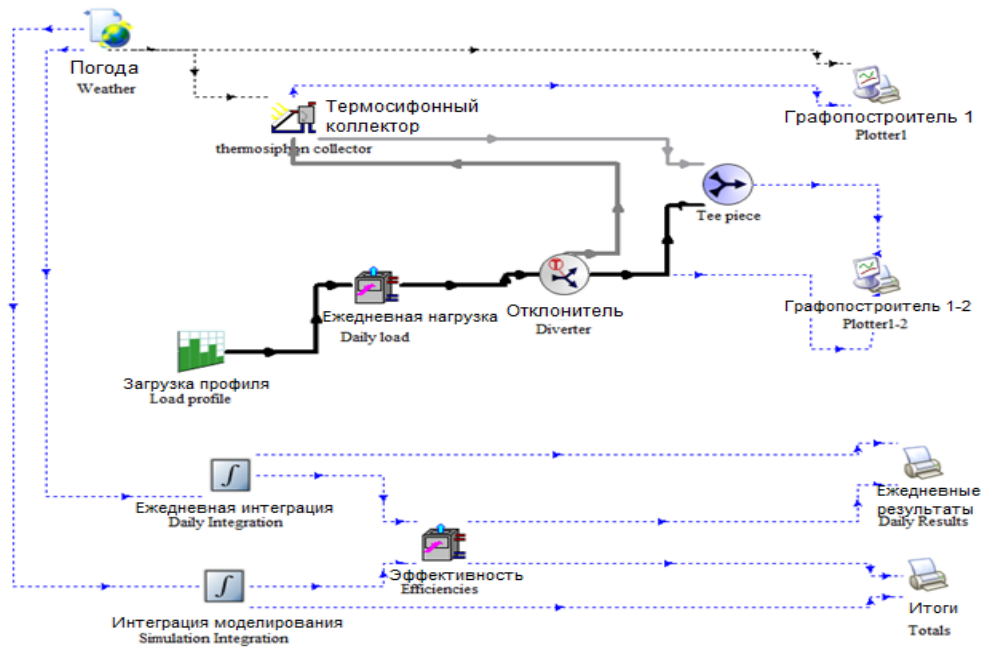 Погода
Weather
Термосифонный
коллектор
thermosiphon collector
Графопостроитель 1
Plotter1
Tee piece
Графопостроитель 1-2
Plotter1-2
Ежедневная нагрузка
Daily load
Отклонитель
Diverter
Загрузка профиля
Load profile
Ежедневная интеграция
Daily Integration
Ежедневные
результаты
Daily Results
Эффективность
Efficiencies
Интеграция моделирования
Simulation Integration
Итоги
Totals